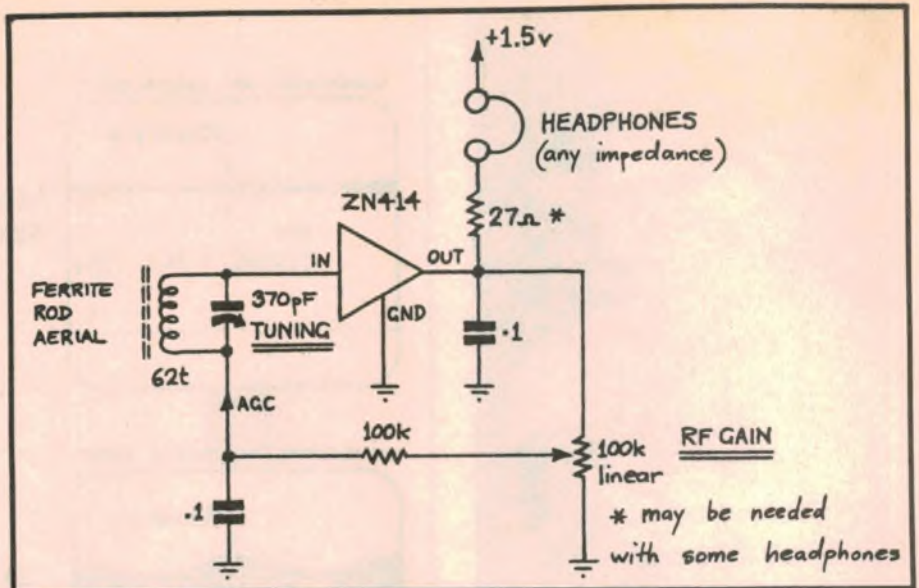 +1.5v
HEADPHONES
(any impedance)
ZN414
27Ω *
IN
OUT
FERRITE
ROD
AERIAL
370pF
TUNING
GND
.1
62t
AGC
100k
100k
linear
RF GAIN
.1
* may be needed
with some headphones